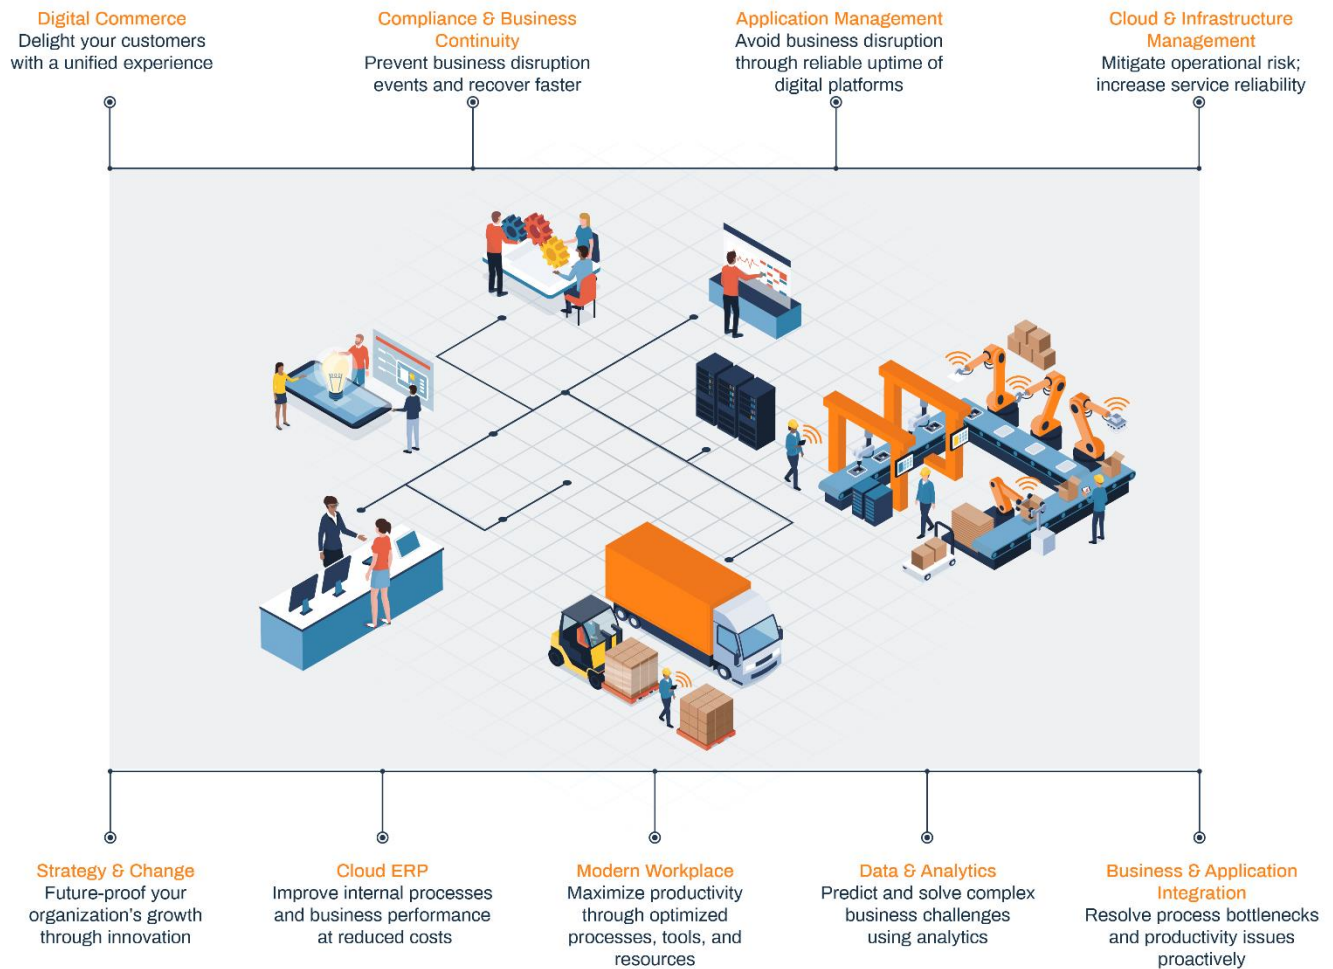 Digital Commerce
Delight your customers
with a unified experience
Compliance & Business
Continuity
Prevent business disruption
events and recover faster
Application Management
Avoid business disruption
through reliable uptime of
digital platforms
Cloud & Infrastructure
Management
Mitigate operational risk;
increase service reliability
Strategy & Change
Future-proof your
organization's growth
through innovation
Cloud ERP
Improve internal processes
and business performance
at reduced costs
Modern Workplace
Maximize productivity
through optimized
processes, tools, and
resources
Data & Analytics
Predict and solve complex
business challenges
using analytics
Business & Application
Integration
Resolve process bottlenecks
and productivity issues
proactively